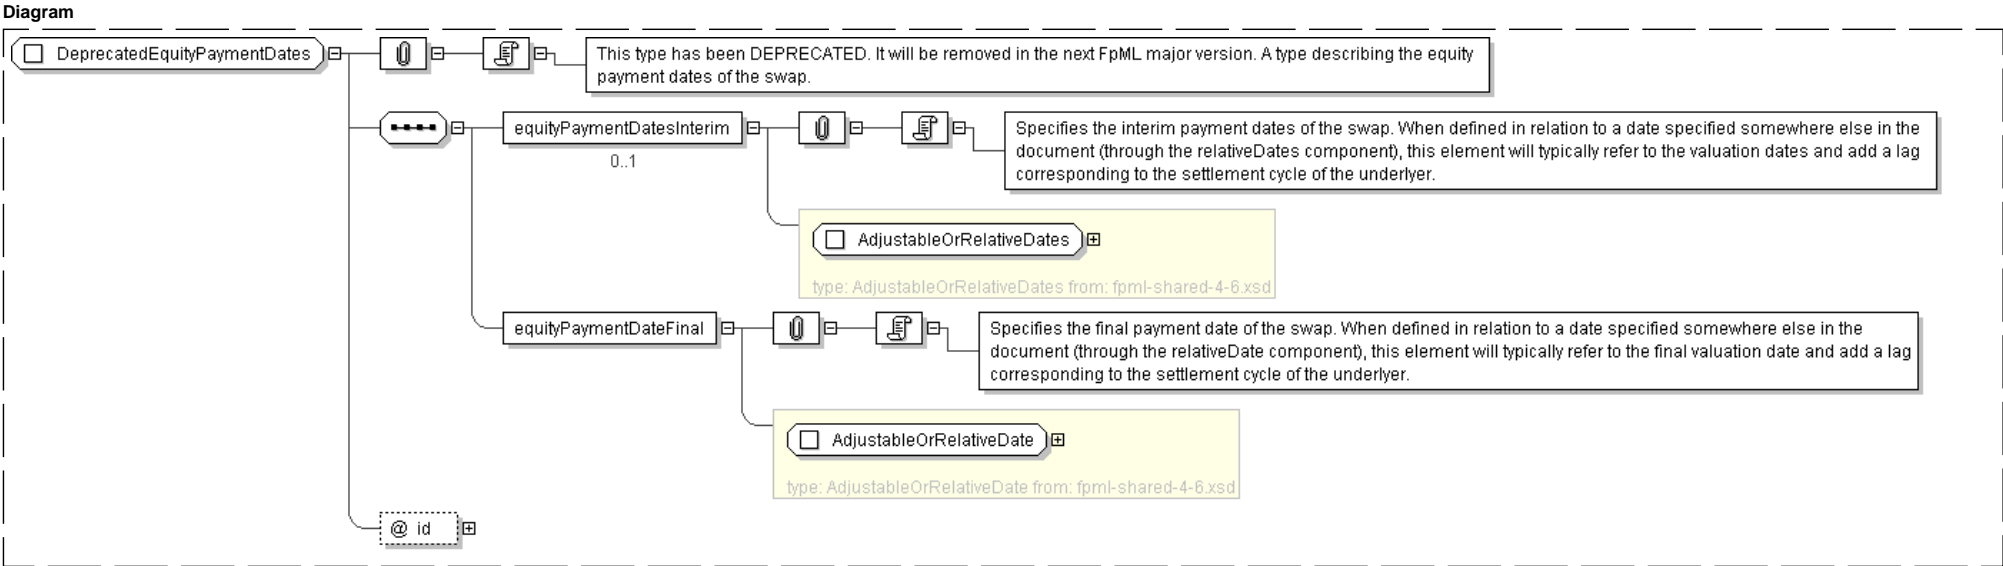 Diagram
DeprecatedEquityPaymentDates
This type has been DEPRECATED. It will be removed in the next FpML major version. A type describing the equity
payment dates of the swap.
equityPaymentDatesInterim
0..1
Specifies the interim payment dates of the swap. When defined in relation to a date specified somewhere else in the
document (through the relativeDates component), this element will typically refer to the valuation dates and add a lag
corresponding to the settlement cycle of the underlyer.
AdjustableOrRelativeDates
type: AdjustableOrRelativeDates from: fpml-shared-4-6.xsd
equityPaymentDateFinal
Specifies the final payment date of the swap. When defined in relation to a date specified somewhere else in the
document (through the relativeDate component), this element will typically refer to the final valuation date and add a lag
corresponding to the settlement cycle of the underlyer.
AdjustableOrRelativeDate
type: AdjustableOrRelativeDate from: fpml-shared-4-6.xsd
@ id